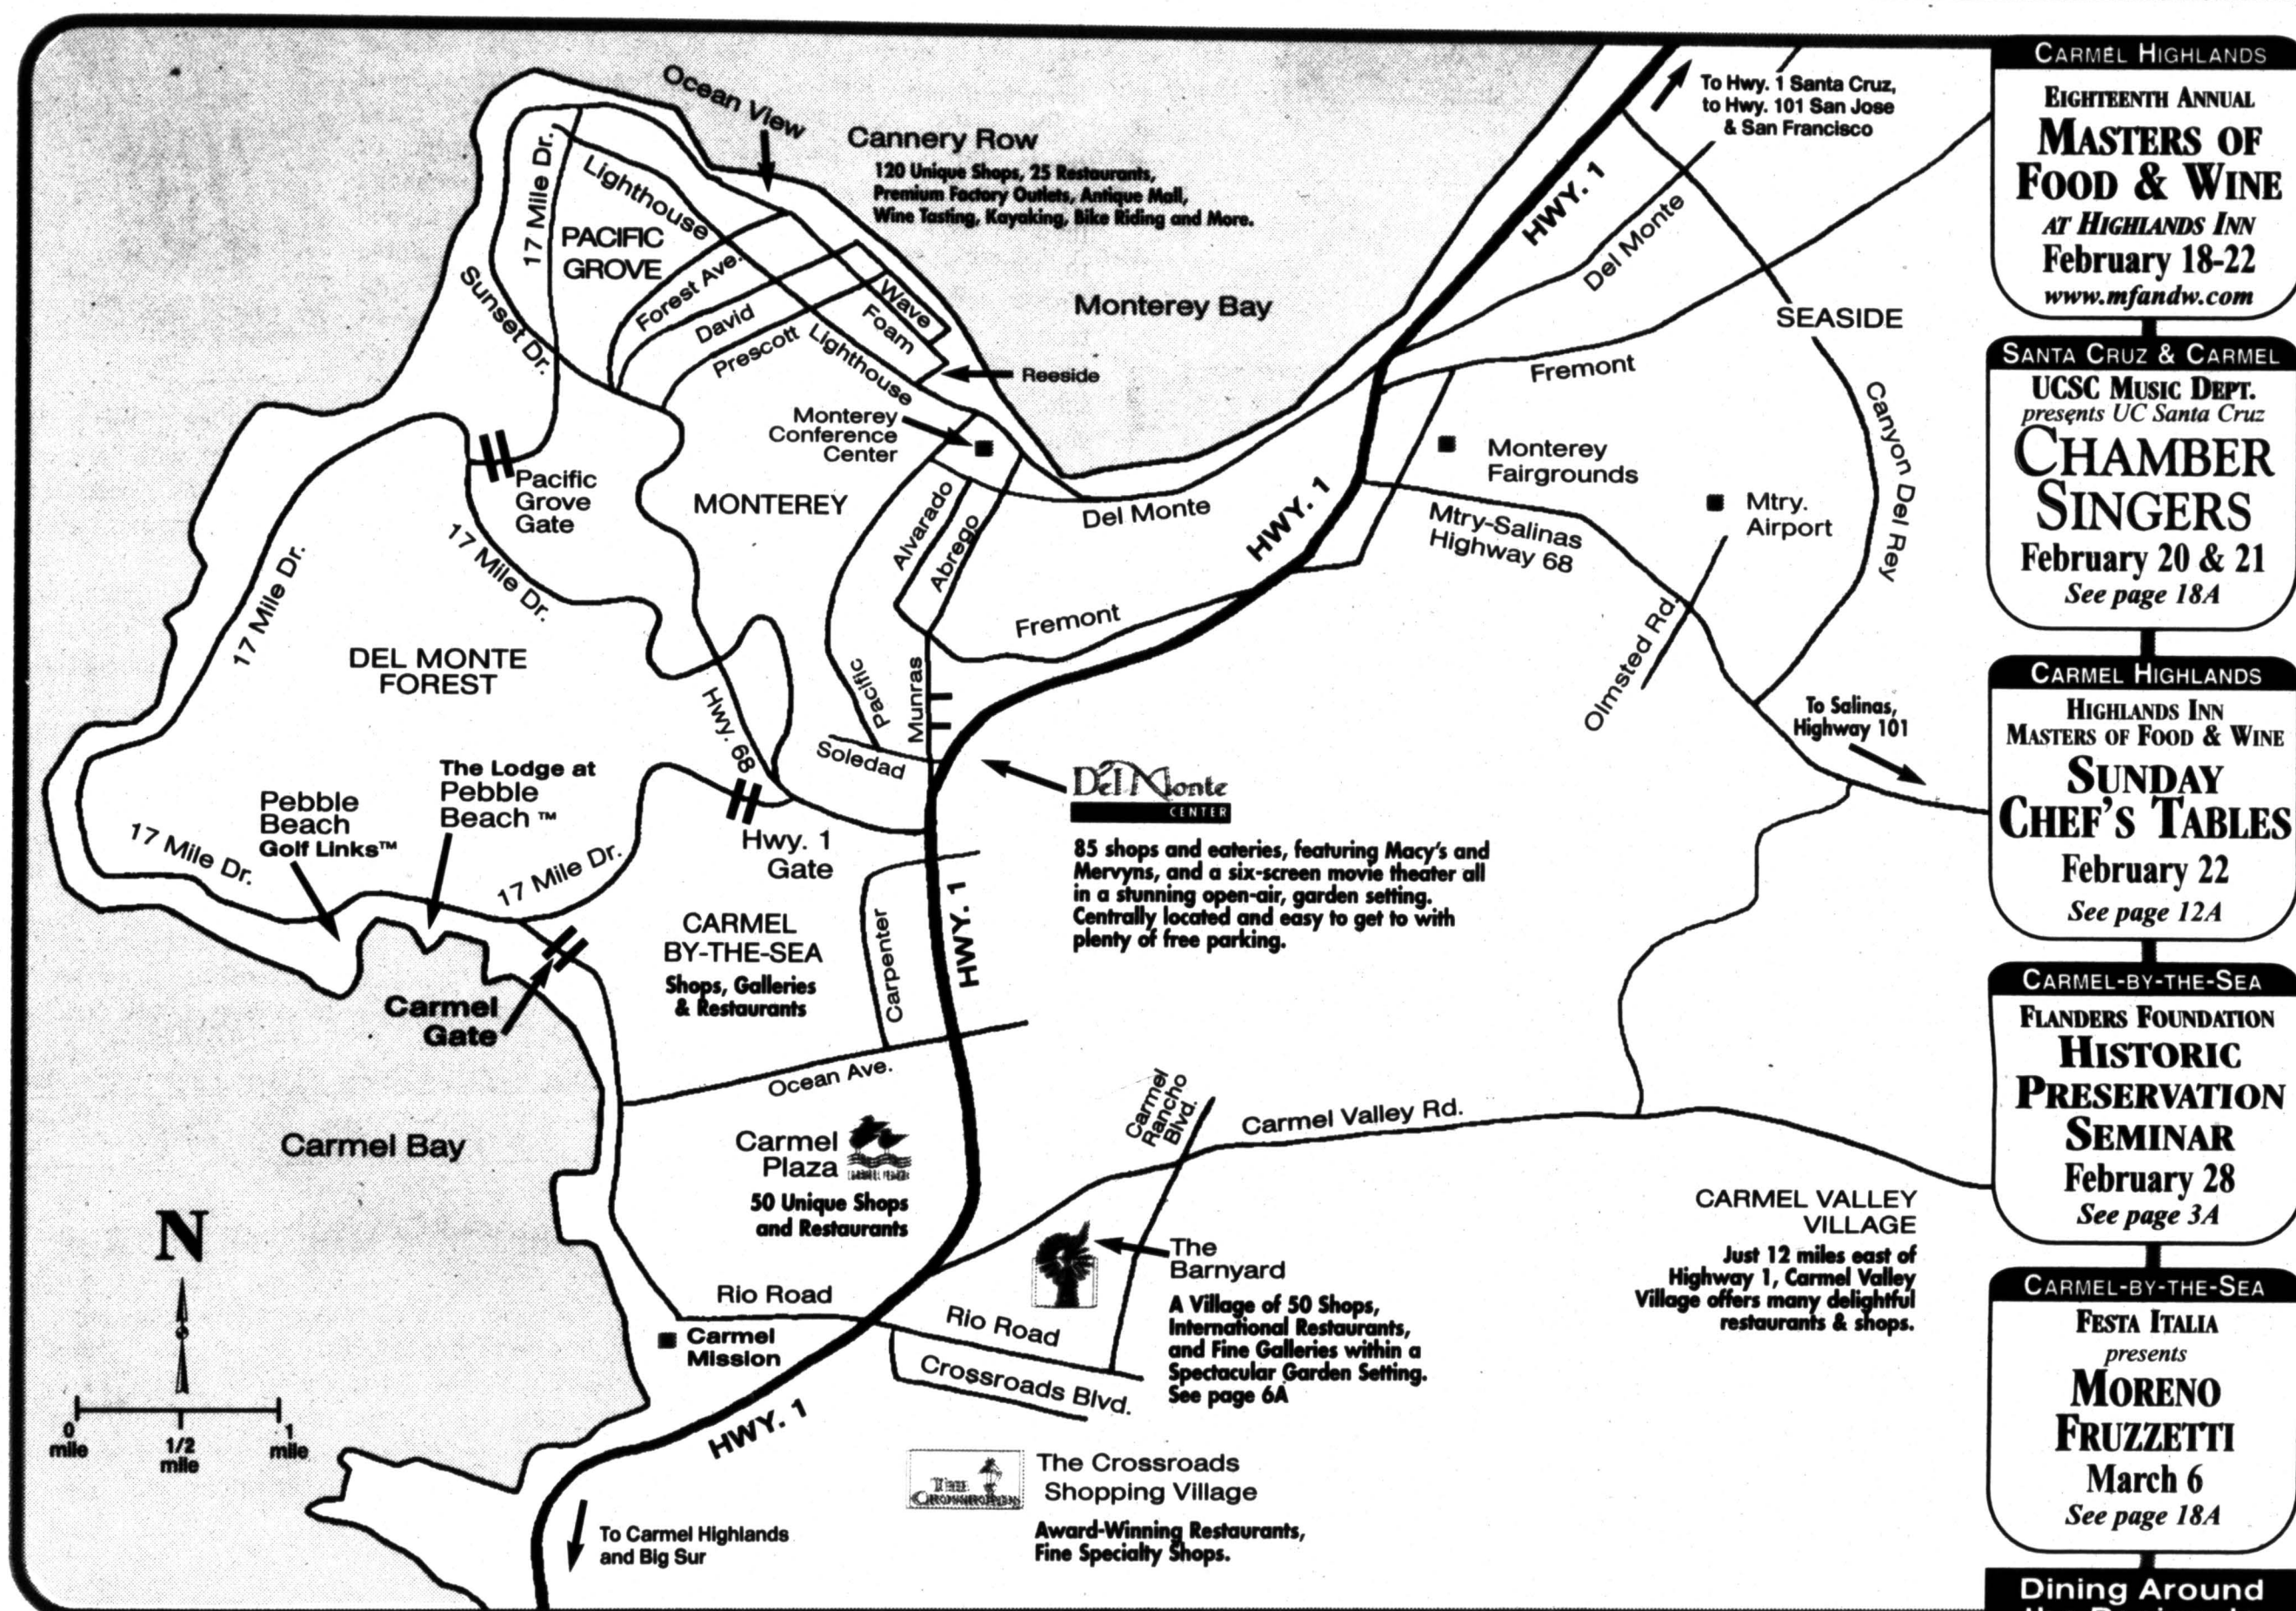 Ocean View
Cannery Row
120 Unique Shops, 25 Restaurants,
Premium Factory Outlets, Antique Mall,
Wine Tasting, Kayaking, Bike Riding and More.
To Hwy. 1 Santa Cruz,
to Hwy. 101 San Jose
& San Francisco
17 Mile Dr.
Lighthouse
PACIFIC
GROVE
Sunset Dr.
Forest Ave.
David
Prescott
Lighthouse
Wave
Foam
Reeside
Monterey Bay
HWY. 1
Del Monte
SEASIDE
Fremont
Canyon Del Rey
Monterey
Conference
Center
Monterey
Fairgrounds
Mtry.
Airport
Pacific
Grove
Gate
MONTEREY
Alvarado
Abrego
Del Monte
HWY. 1
Mtry-Salinas
Highway 68
17 Mile Dr.
17 Mile Dr.
Olmsted Rd.
Fremont
DEL MONTE
FOREST
Hwy. 68
Pacific
Munras
Soledad
To Salinas,
Highway 101
Del Monte
CENTER
85 shops and eateries, featuring Macy's and
Mervyns, and a six-screen movie theater all
in a stunning open-air, garden setting.
Centrally located and easy to get to with
plenty of free parking.
The Lodge at
Pebble
Beach ™
Pebble
Beach
Golf Links™
17 Mile Dr.
17 Mile Dr.
Hwy. 1
Gate
CARMEL
BY-THE-SEA
Shops, Galleries
& Restaurants
Carpenter
HWY. 1
Carmel
Gate
Ocean Ave.
Carmel
Rancho
Blvd.
Carmel Valley Rd.
Carmel Bay
Carmel
Plaza
50 Unique Shops
and Restaurants
CARMEL VALLEY
VILLAGE
Just 12 miles east of
Highway 1, Carmel Valley
Village offers many delightful
restaurants & shops.
N
The
Barnyard
A Village of 50 Shops,
International Restaurants,
and Fine Galleries within a
Spectacular Garden Setting.
See page 6A
Rio Road
Rio Road
Carmel
Mission
Crossroads Blvd.
HWY. 1
0
mile
1/2
mile
1
mile
THE
CROSSROADS
The Crossroads
Shopping Village
Award-Winning Restaurants,
Fine Specialty Shops.
To Carmel Highlands
and Big Sur
CARMEL HIGHLANDS
EIGHTEENTH ANNUAL
MASTERS OF
FOOD & WINE
AT HIGHLANDS INN
February 18-22
www.mfandw.com
SANTA CRUZ & CARMEL
UCSC MUSIC DEPT.
presents UC Santa Cruz
CHAMBER
SINGERS
February 20 & 21
See page 18A
CARMEL HIGHLANDS
HIGHLANDS INN
MASTERS OF FOOD & WINE
SUNDAY
CHEF'S TABLES
February 22
See page 12A
CARMEL-BY-THE-SEA
FLANDERS FOUNDATION
HISTORIC
PRESERVATION
SEMINAR
February 28
See page 3A
CARMEL-BY-THE-SEA
FESTA ITALIA
presents
MORENO
FRUZZETTI
March 6
See page 18A
Dining Around